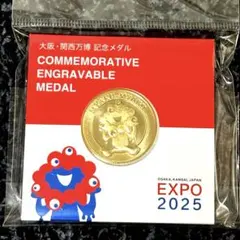 大阪・関西万博 記念メダル
COMMEMORATIVE
ENGRAVABLE
MEDAL
OSAKA, KANSAI, JAPAN
EXPO
2025